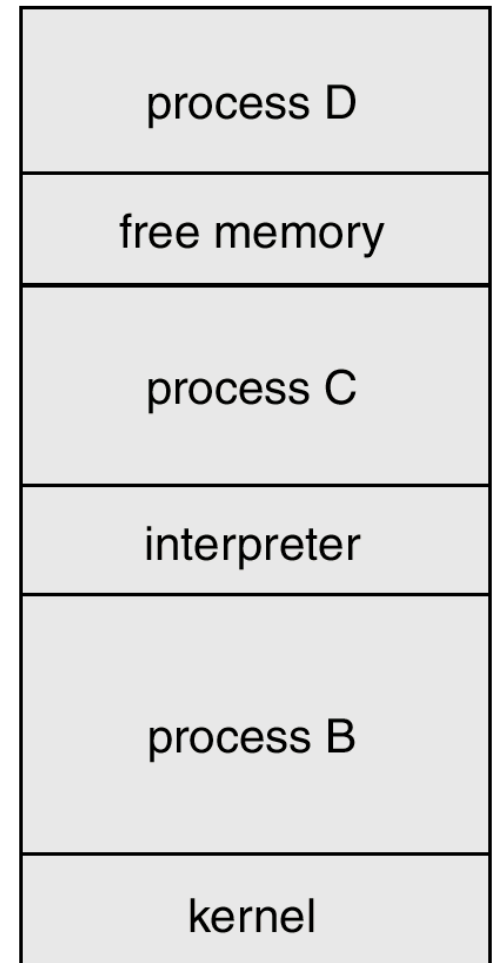 process D
free memory
process C
interpreter
process B
kernel